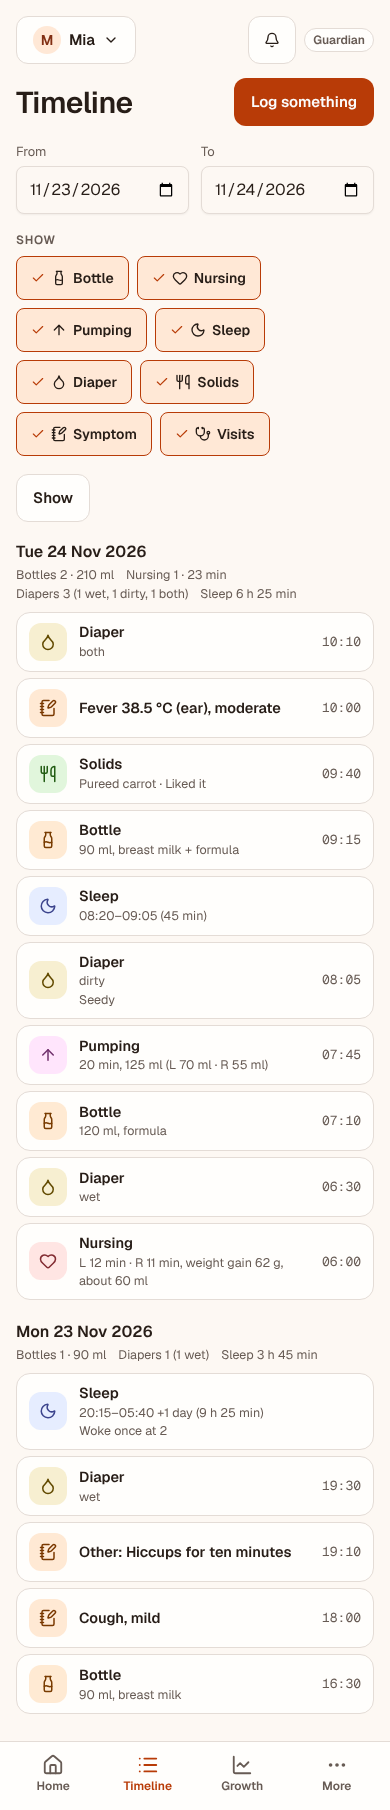 M Mia
Guardian
Timeline
Log something
From
To
11/23/2026
11/24/2026
SHOW
Bottle
Nursing
Pumping
Sleep
Diaper
Solids
Symptom
Visits
Show
Tue 24 Nov 2026
Bottles 2 · 210 ml Nursing 1 · 23 min
Diapers 3 (1 wet, 1 dirty, 1 both) Sleep 6 h 25 min
Diaper
both
10:10
Fever 38.5 °C (ear), moderate
10:00
Solids
Pureed carrot · Liked it
09:40
Bottle
90 ml, breast milk + formula
09:15
Sleep
08:20–09:05 (45 min)
Diaper
dirty
Seedy
08:05
Pumping
20 min, 125 ml (L 70 ml · R 55 ml)
07:45
Bottle
120 ml, formula
07:10
Diaper
wet
06:30
Nursing
L 12 min · R 11 min, weight gain 62 g,
about 60 ml
06:00
Mon 23 Nov 2026
Bottles 1 · 90 ml Diapers 1 (1 wet) Sleep 3 h 45 min
Sleep
20:15–05:40 +1 day (9 h 25 min)
Woke once at 2
Diaper
wet
19:30
Other: Hiccups for ten minutes
19:10
Cough, mild
18:00
Bottle
90 ml, breast milk
16:30
Home
Timeline
Growth
More